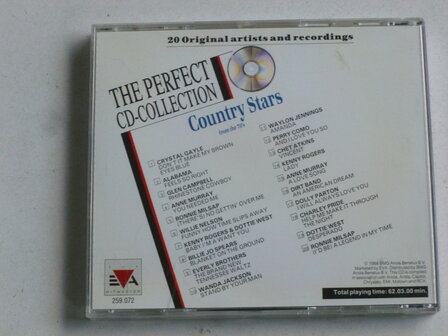 20 Original artists and recordings
THE PERFECT
CD-COLLECTION
Country Stars
from the 70's
CRYSTAL GAYLE
DON'T IT MAKE MY BROWN
EYES BLUE
ALABAMA
FEELS SO RIGHT
GLEN CAMPBELL
RHINESTONE COWBOY
ANNE MURRAY
YOU NEEDED ME
RONNIE MILSAP
(THERE'S) NO GETTIN' OVER ME
WILLIE NELSON
FUNNY HOW TIME SLIPS AWAY
KENNY ROGERS & DOTTIE WEST
BABY I'M A WANT YOU
BILLIE JO SPEARS
BLANKET ON THE GROUND
EVERLY BROTHERS
THE BRAND NEW
TENNESSEE WALTZ
WANDA JACKSON
STAND BY YOUR MAN
WAYLON JENNINGS
AMANDA
PERRY COMO
AND I LOVE YOU SO
CHET ATKINS
KENNY ROGERS
LADY
ANNE MURRAY
A LOVE SONG
DIRT BAND
AN AMERICAN DREAM
DOLLY PARTON
I WILL ALWAYS LOVE YOU
CHARLEY PRIDE
HELP ME MAKE IT THROUGH
THE NIGHT
DOTTIE WEST
DESPERADO
RONNIE MILSAP
(I'D BE) A LEGEND IN MY TIME
EVA
259.072
Total playing time: 62.03.00 min.